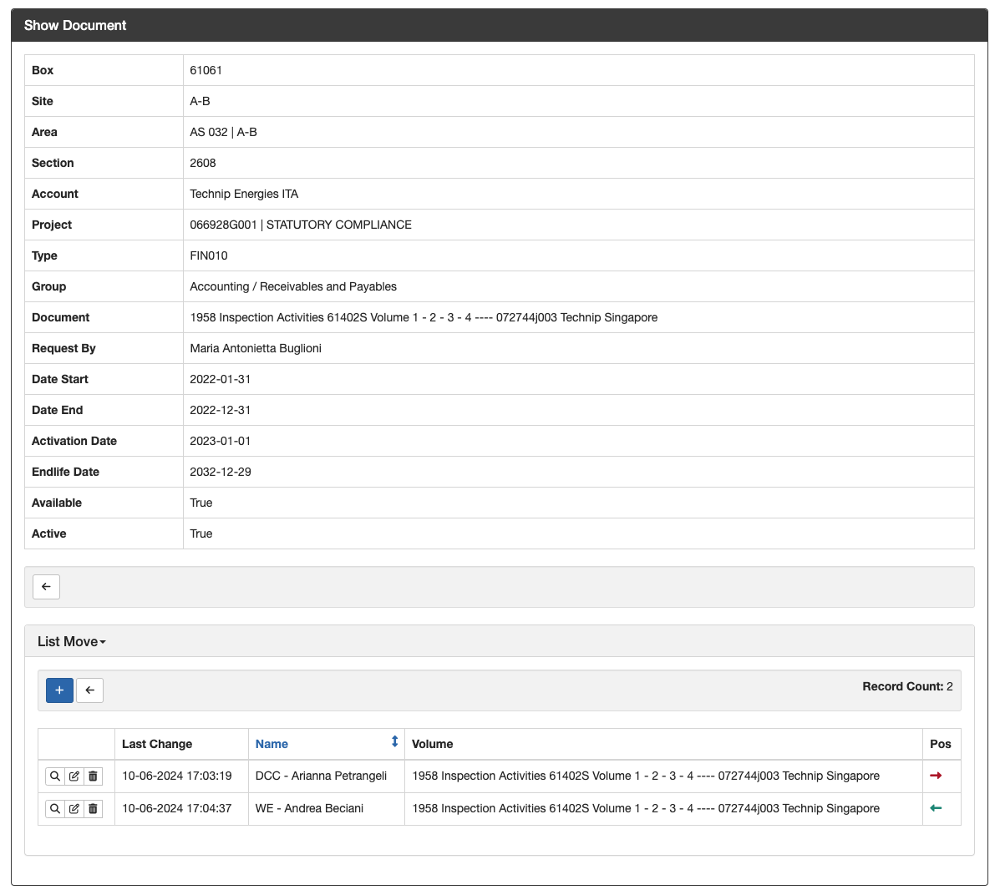 Show Document
Box 61061
Site A-B
Area AS 032 | A-B
Section 2608
Account Technip Energies ITA
Project 066928G001 | STATUTORY COMPLIANCE
Type FIN010
Group Accounting / Receivables and Payables
Document 1958 Inspection Activities 61402S Volume 1 - 2 - 3 - 4 ---- 072744j003 Technip Singapore
Request By Maria Antonietta Buglioni
Date Start 2022-01-31
Date End 2022-12-31
Activation Date 2023-01-01
Endlife Date 2032-12-29
Available True
Active True
List Move
Record Count: 2
Last Change Name Volume Pos
10-06-2024 17:03:19 DCC - Arianna Petrangeli 1958 Inspection Activities 61402S Volume 1 - 2 - 3 - 4 ---- 072744j003 Technip Singapore
10-06-2024 17:04:37 WE - Andrea Beciani 1958 Inspection Activities 61402S Volume 1 - 2 - 3 - 4 ---- 072744j003 Technip Singapore